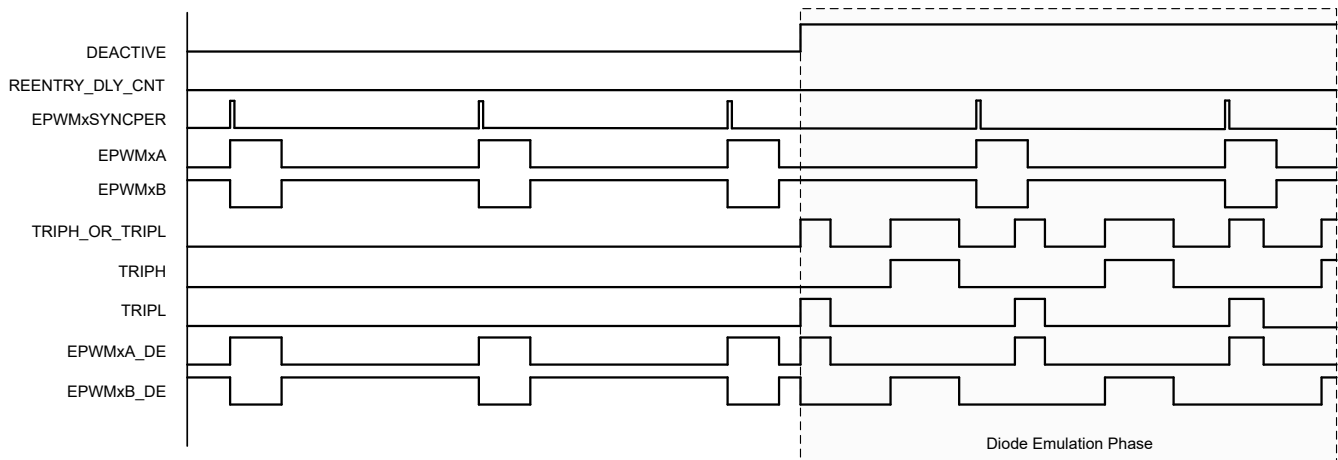 DEACTIVE
REENTRY_DLY_CNT
EPWMxSYNCPER
EPWMxA
EPWMxB
TRIPH_OR_TRIPL
TRIPH
TRIPL
EPWMxA_DE
EPWMxB_DE
Diode Emulation Phase